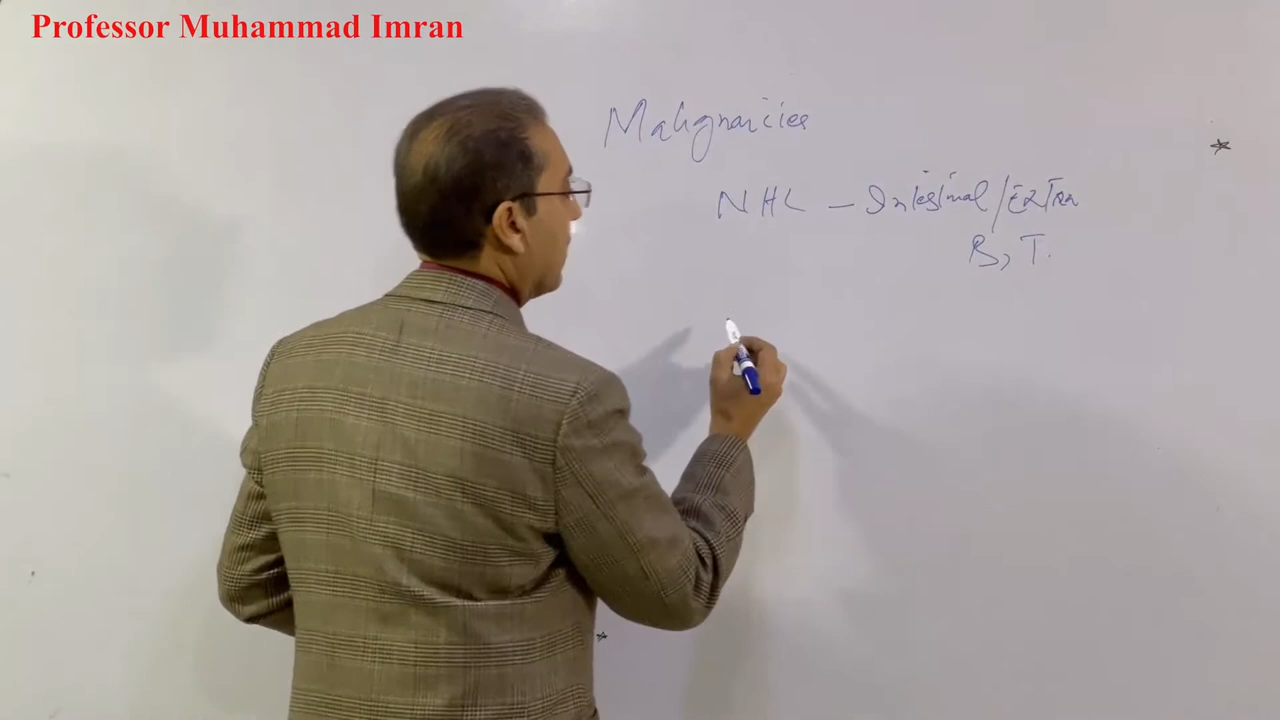 Professor Muhammad Imran
Malignancies
NHL - Intestinal/Extra
B, T.